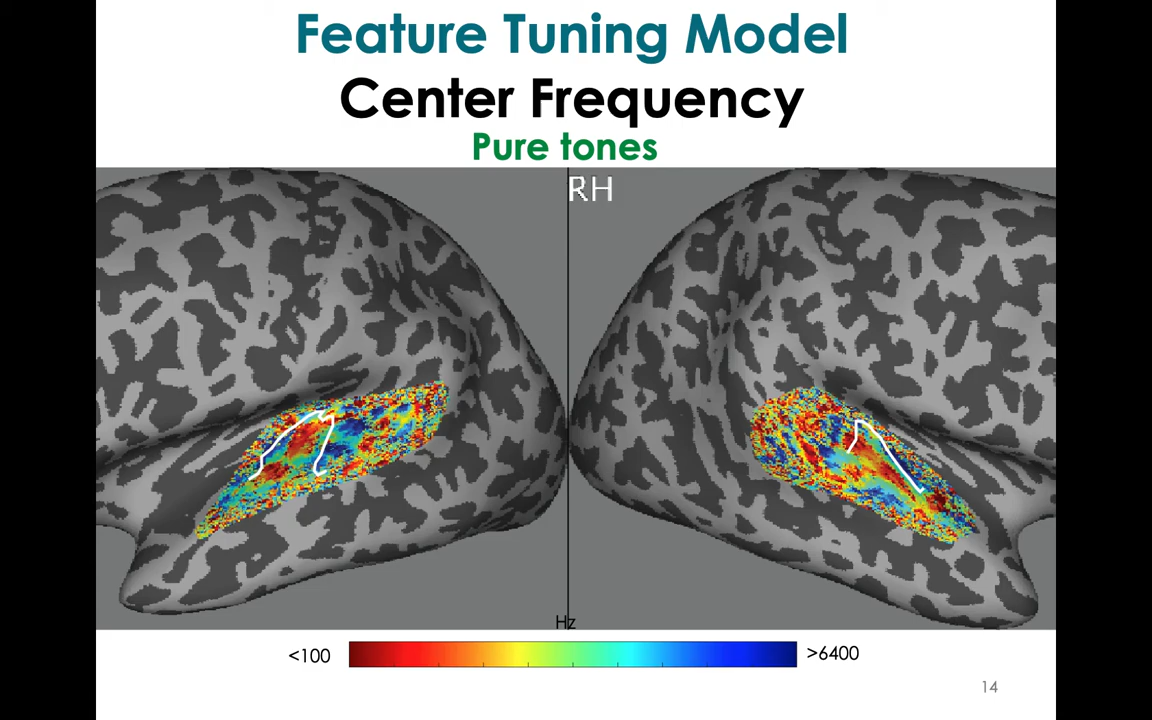 Feature Tuning Model
Center Frequency
Pure tones
RH
Hz
<100
>6400
14